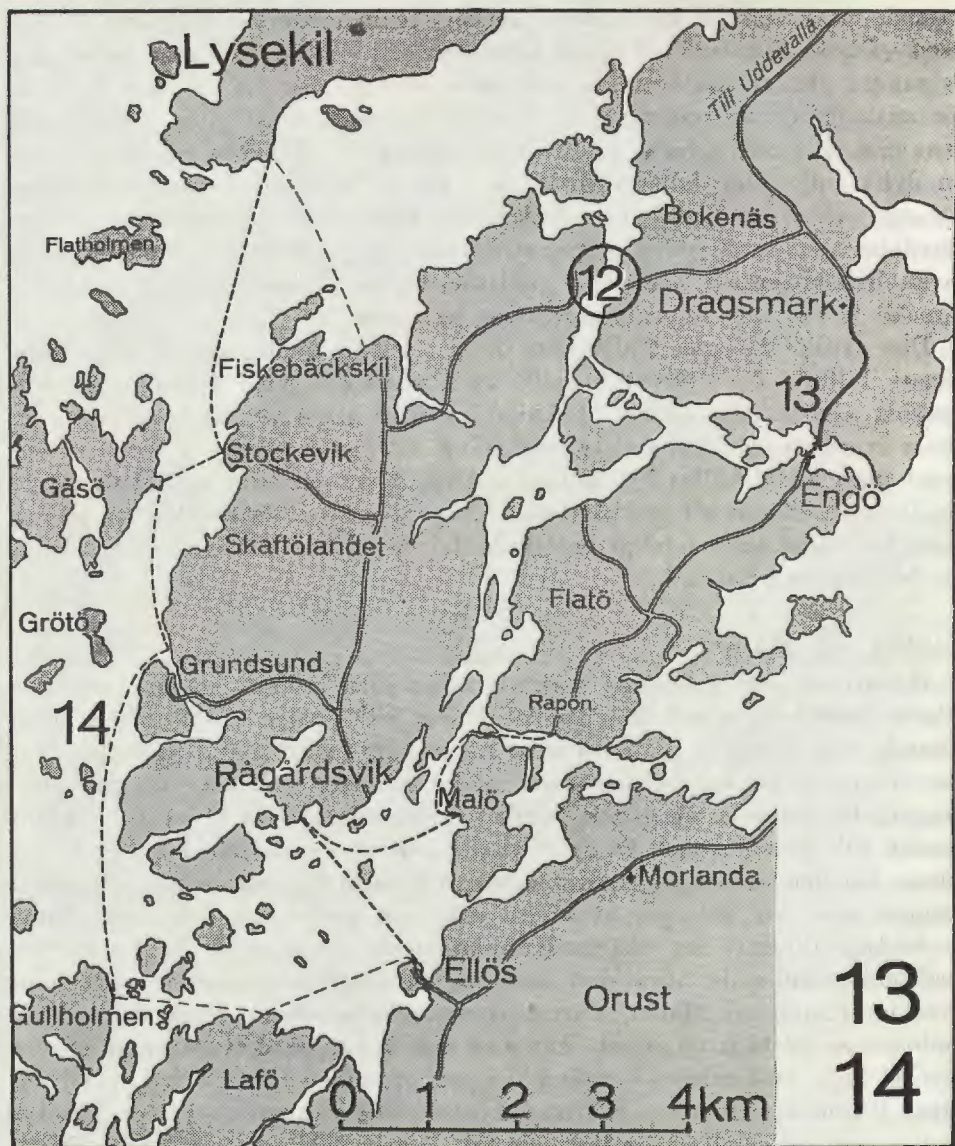 Lysekil
Till Uddevalla
Bokenäs
Flatholmen
12
Dragsmark
Fiskebäckskil
13
Stockevik
Gåsö
Engö
Skaftölandet
Flatö
Grötö
Grundsund
Rapön
14
Rågårdsvik
Malö
Morlanda
Ellös
Orust
13
Gullholmen
14
Lafö
0 1 2 3 4km